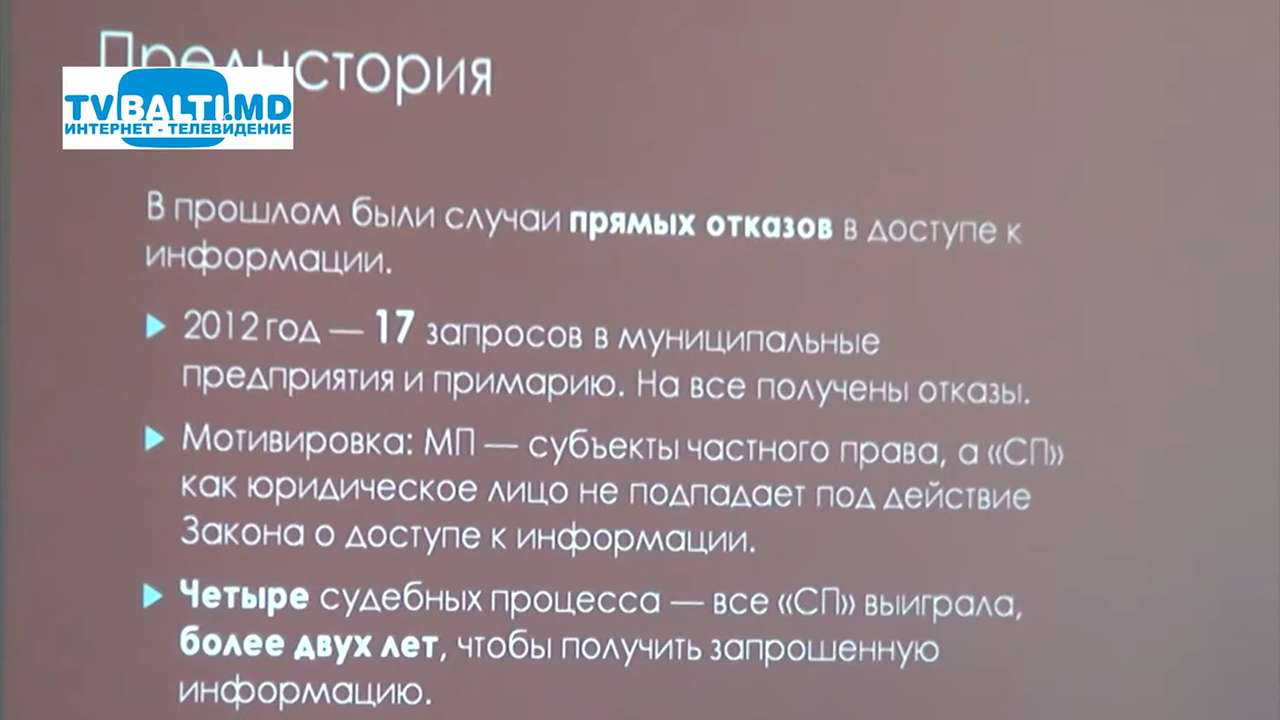 Предыстория
TVBALTI.MD
ИНТЕРНЕТ - ТЕЛЕВИДЕНИЕ
В прошлом были случаи прямых отказов в доступе к
информации.
2012 год — 17 запросов в муниципальные
предприятия и примарию. На все получены отказы.
Мотивировка: МП — субъекты частного права, а «СП»
как юридическое лицо не подпадает под действие
Закона о доступе к информации.
Четыре судебных процесса — все «СП» выиграла,
более двух лет, чтобы получить запрошенную
информацию.